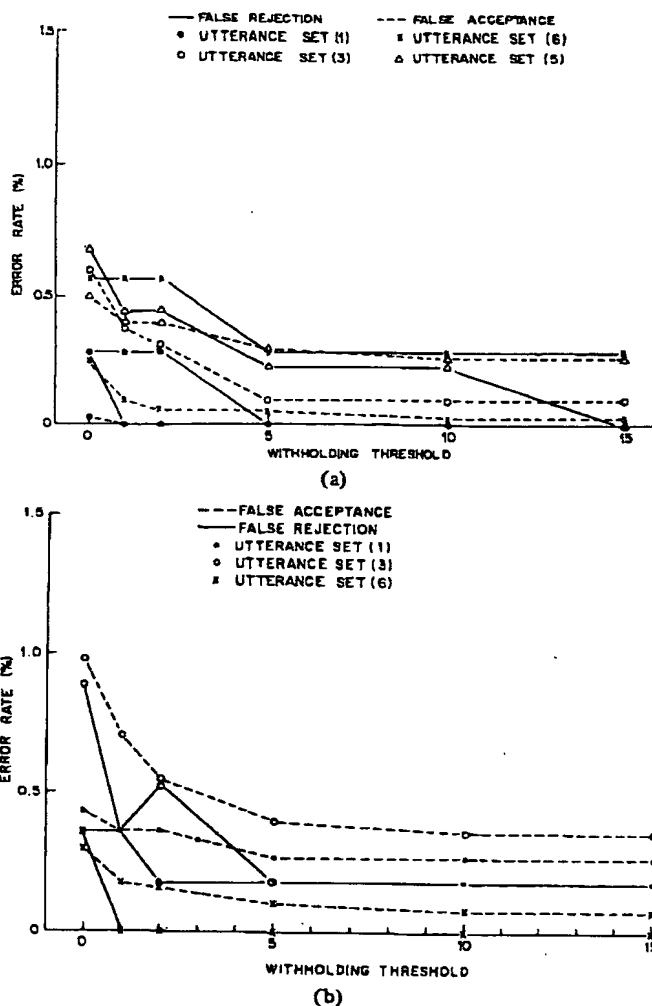 FALSE REJECTION FALSE ACCEPTANCE
UTTERANCE SET (1) UTTERANCE SET (6)
UTTERANCE SET (3) UTTERANCE SET (5)
1.5
1.0
0.5
0
ERROR RATE (%)
0 5 10 15
WITHHOLDING THRESHOLD
(a)
FALSE ACCEPTANCE
FALSE REJECTION
UTTERANCE SET (1)
UTTERANCE SET (3)
UTTERANCE SET (6)
1.5
1.0
0.5
0
ERROR RATE (%)
0 5 10 15
WITHHOLDING THRESHOLD
(b)